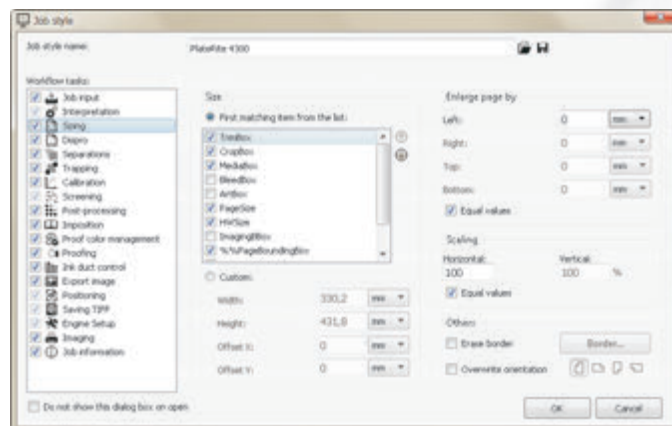 Job style
Job style name:
PlateRite 4300
Workflow tasks:
Job input
Interpretation
Sizing
Dispro
Separations
Trapping
Calibration
Screening
Post-processing
Imposition
Proof color management
Proofing
Ink duct control
Export image
Positioning
Saving TIFF
Engine Setup
Imaging
Job information
Size
First matching item from the list:
TrimBox
CropBox
MediaBox
BleedBox
ArtBox
PageSize
HWSize
ImagingBBox
%%PageBoundingBox
Custom:
Width: 330,2 mm
Height: 431,8 mm
Offset X: 0 mm
Offset Y: 0 mm
Enlarge page by
Left: 0 mm
Right: 0 mm
Top: 0 mm
Bottom: 0 mm
Equal values
Scaling
Horizontal: Vertical:
100 100 %
Equal values
Others
Erase border Border...
Overwrite orientation
Do not show this dialog box on open
OK Cancel